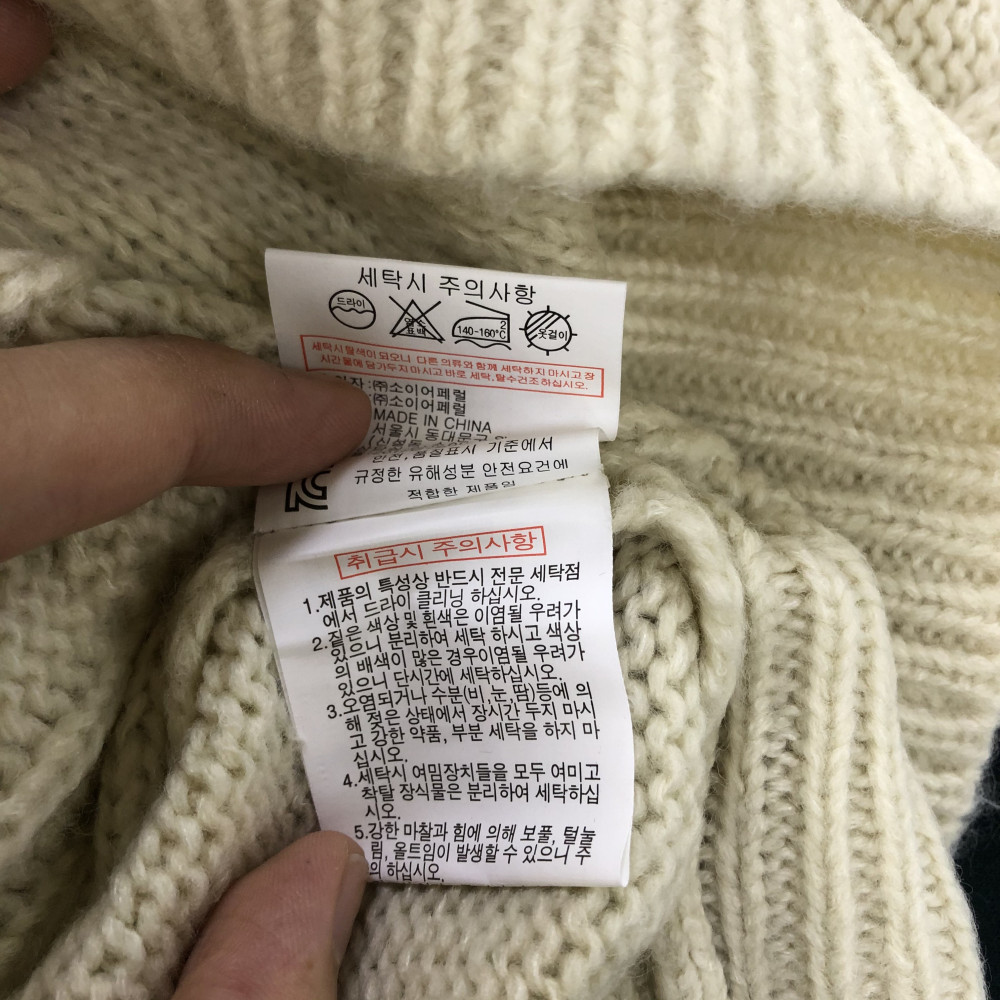 세탁시 주의사항
드라이
염소
표백
2
140-160°C
옷걸이
세탁시 탈색이 되오니 다른 의류와 함께 세탁하지 마시고 장
시간 물에 담가두지 마시고 바로 세탁,탈수건조하십시오.
자 :㈜소이어페럴
:㈜소이어페럴
MADE IN CHINA
서울시 동대문구
안전,품질표시 기준에서
규정한 유해성분 안전요건에
적합한 제품임
취급시 주의사항
1.제품의 특성상 반드시 전문 세탁점
에서 드라이 클리닝 하십시오.
2.짙은 색상 및 흰색은 이염될 우려가
있으니 분리하여 세탁 하시고 색상
의 배색이 많은 경우이염될 우려가
있으니 단시간에 세탁하십시오.
3.오염되거나 수분(비,눈,땀)등에 의
해 젖은 상태에서 장시간 두지 마시
고 강한 약품, 부분 세탁을 하지 마
십시오.
4.세탁시 여밈장치들을 모두 여미고
착탈 장식물은 분리하여 세탁하십
시오.
5.강한 마찰과 힘에 의해 보풀, 털눌
림, 올트임이 발생할 수 있으니 주
의 하십시오.